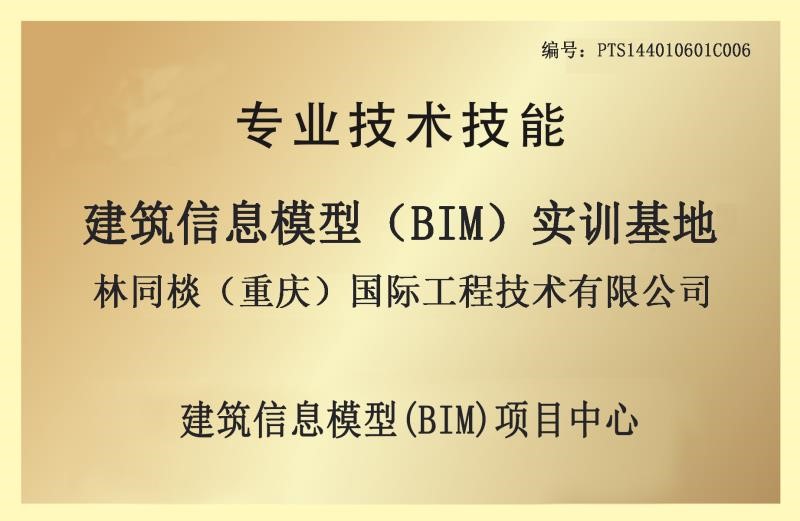 编号：PTS144010601C006
专业技术技能
建筑信息模型（BIM）实训基地
林同棪（重庆）国际工程技术有限公司
建筑信息模型(BIM)项目中心